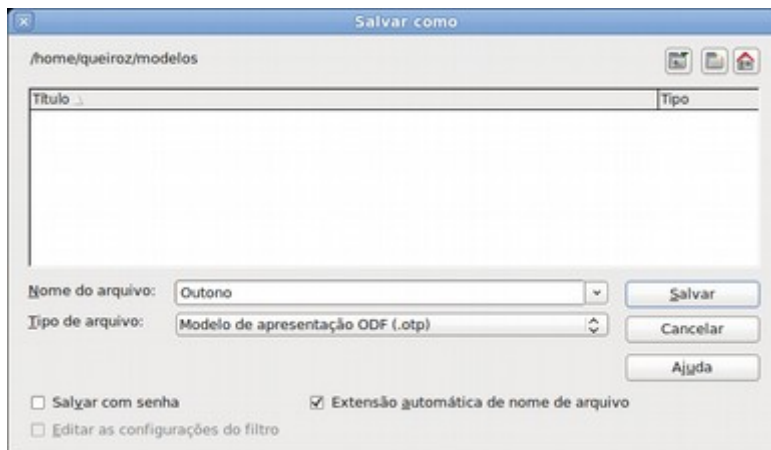 Salvar como
/home/queiroz/modelos
Título Tipo
Nome do arquivo: Outono Salvar
Tipo de arquivo: Modelo de apresentação ODF (.otp) Cancelar
Ajuda
Salvar com senha Extensão automática de nome de arquivo
Editar as configurações do filtro